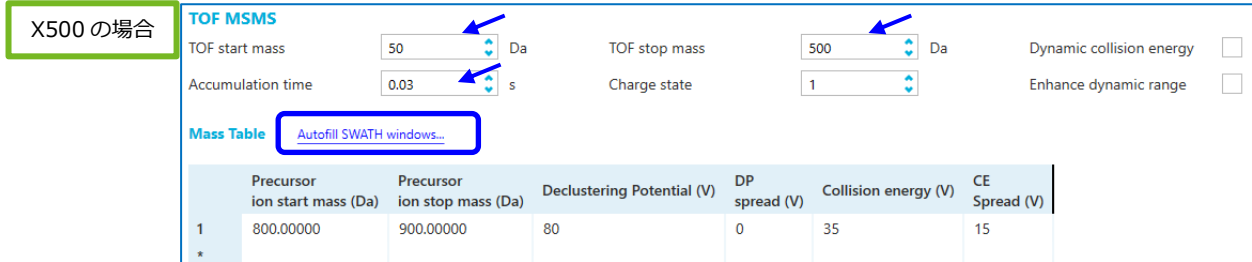 X500 の場合
TOF MSMS
TOF start mass 50 Da TOF stop mass 500 Da Dynamic collision energy
Accumulation time 0.03 s Charge state 1 Enhance dynamic range
Mass Table Autofill SWATH windows...
Precursor ion start mass (Da) Precursor ion stop mass (Da) Declustering Potential (V) DP spread (V) Collision energy (V) CE Spread (V)
1 800.00000 900.00000 80 0 35 15
*